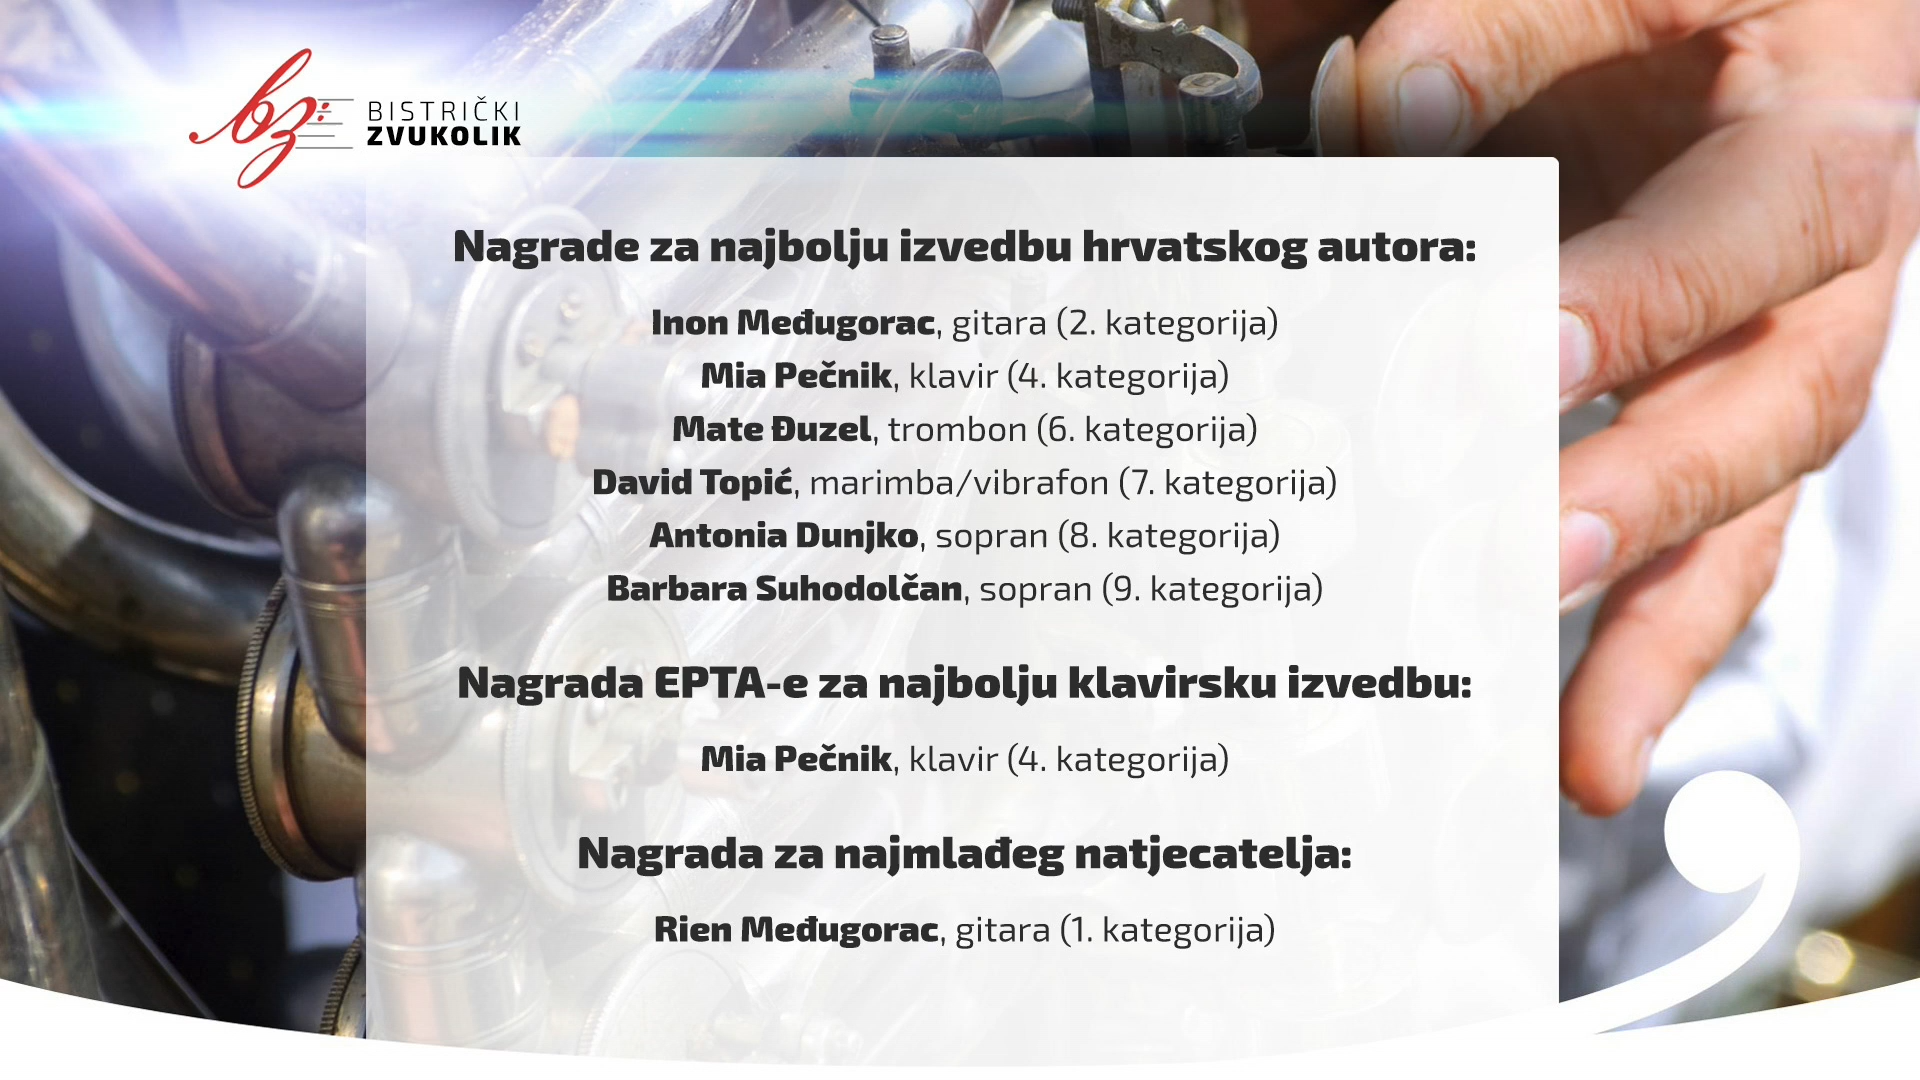 bz:
BISTRIČKI
ZVUKOLIK
Nagrade za najbolju izvedbu hrvatskog autora:
Inon Međugorac, gitara (2. kategorija)
Mia Pečnik, klavir (4. kategorija)
Mate Đuzel, trombon (6. kategorija)
David Topić, marimba/vibrafon (7. kategorija)
Antonia Dunjko, sopran (8. kategorija)
Barbara Suhodolčan, sopran (9. kategorija)
Nagrada EPTA-e za najbolju klavirsku izvedbu:
Mia Pečnik, klavir (4. kategorija)
Nagrada za najmlađeg natjecatelja:
Rien Međugorac, gitara (1. kategorija)